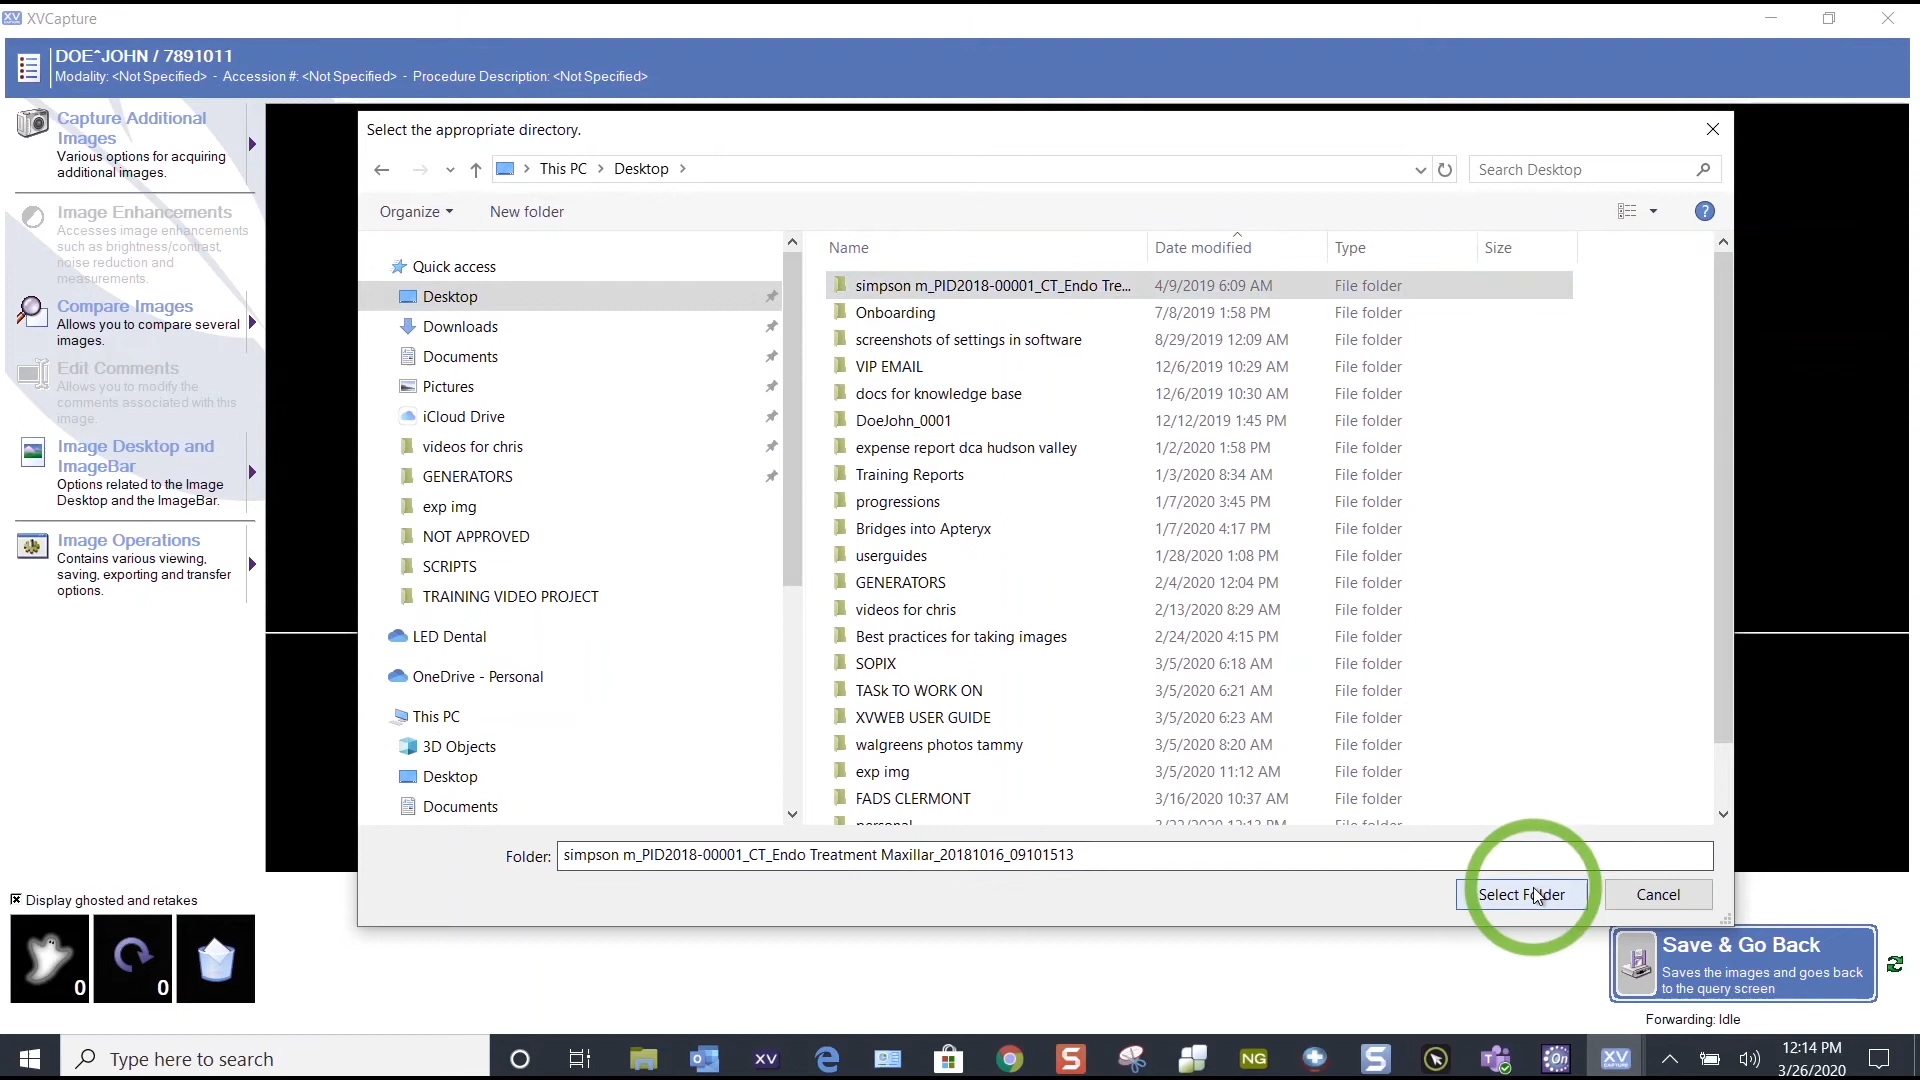 XVCapture
DOE^JOHN / 7891011
Modality: <Not Specified> - Accession #: <Not Specified> - Procedure Description: <Not Specified>
Capture Additional
Images
Various options for acquiring
additional images.
Image Enhancements
Accesses image enhancements
such as brightness/contrast,
noise reduction and
measurements.
Compare Images
Allows you to compare several
images.
Edit Comments
Allows you to modify the
comments associated with this
image.
Image Desktop and
ImageBar
Options related to the Image
Desktop and the ImageBar.
Image Operations
Contains various viewing,
saving, exporting and transfer
options.
Select the appropriate directory.
This PC > Desktop >
Search Desktop
Organize
New folder
Quick access
Desktop
Downloads
Documents
Pictures
iCloud Drive
videos for chris
GENERATORS
exp img
NOT APPROVED
SCRIPTS
TRAINING VIDEO PROJECT
LED Dental
OneDrive - Personal
This PC
3D Objects
Desktop
Documents
Name Date modified Type Size
simpson m_PID2018-00001_CT_Endo Tre... 4/9/2019 6:09 AM File folder
Onboarding 7/8/2019 1:58 PM File folder
screenshots of settings in software 8/29/2019 12:09 AM File folder
VIP EMAIL 12/6/2019 10:29 AM File folder
docs for knowledge base 12/6/2019 10:30 AM File folder
DoeJohn_0001 12/12/2019 1:45 PM File folder
expense report dca hudson valley 1/2/2020 1:58 PM File folder
Training Reports 1/3/2020 8:34 AM File folder
progressions 1/7/2020 3:45 PM File folder
Bridges into Apteryx 1/7/2020 4:17 PM File folder
userguides 1/28/2020 1:08 PM File folder
GENERATORS 2/4/2020 12:04 PM File folder
videos for chris 2/13/2020 8:29 AM File folder
Best practices for taking images 2/24/2020 4:15 PM File folder
SOPIX 3/5/2020 6:18 AM File folder
TASk TO WORK ON 3/5/2020 6:21 AM File folder
XVWEB USER GUIDE 3/5/2020 6:23 AM File folder
walgreens photos tammy 3/5/2020 8:20 AM File folder
exp img 3/5/2020 11:12 AM File folder
FADS CLERMONT 3/16/2020 10:37 AM File folder
Folder: simpson m_PID2018-00001_CT_Endo Treatment Maxillar_20181016_09101513
Select Folder
Cancel
Display ghosted and retakes
0
0
Save & Go Back
Saves the images and goes back
to the query screen
Forwarding: Idle
Type here to search
XV
NG
On
XV
CAPTURE
12:14 PM
3/26/2020